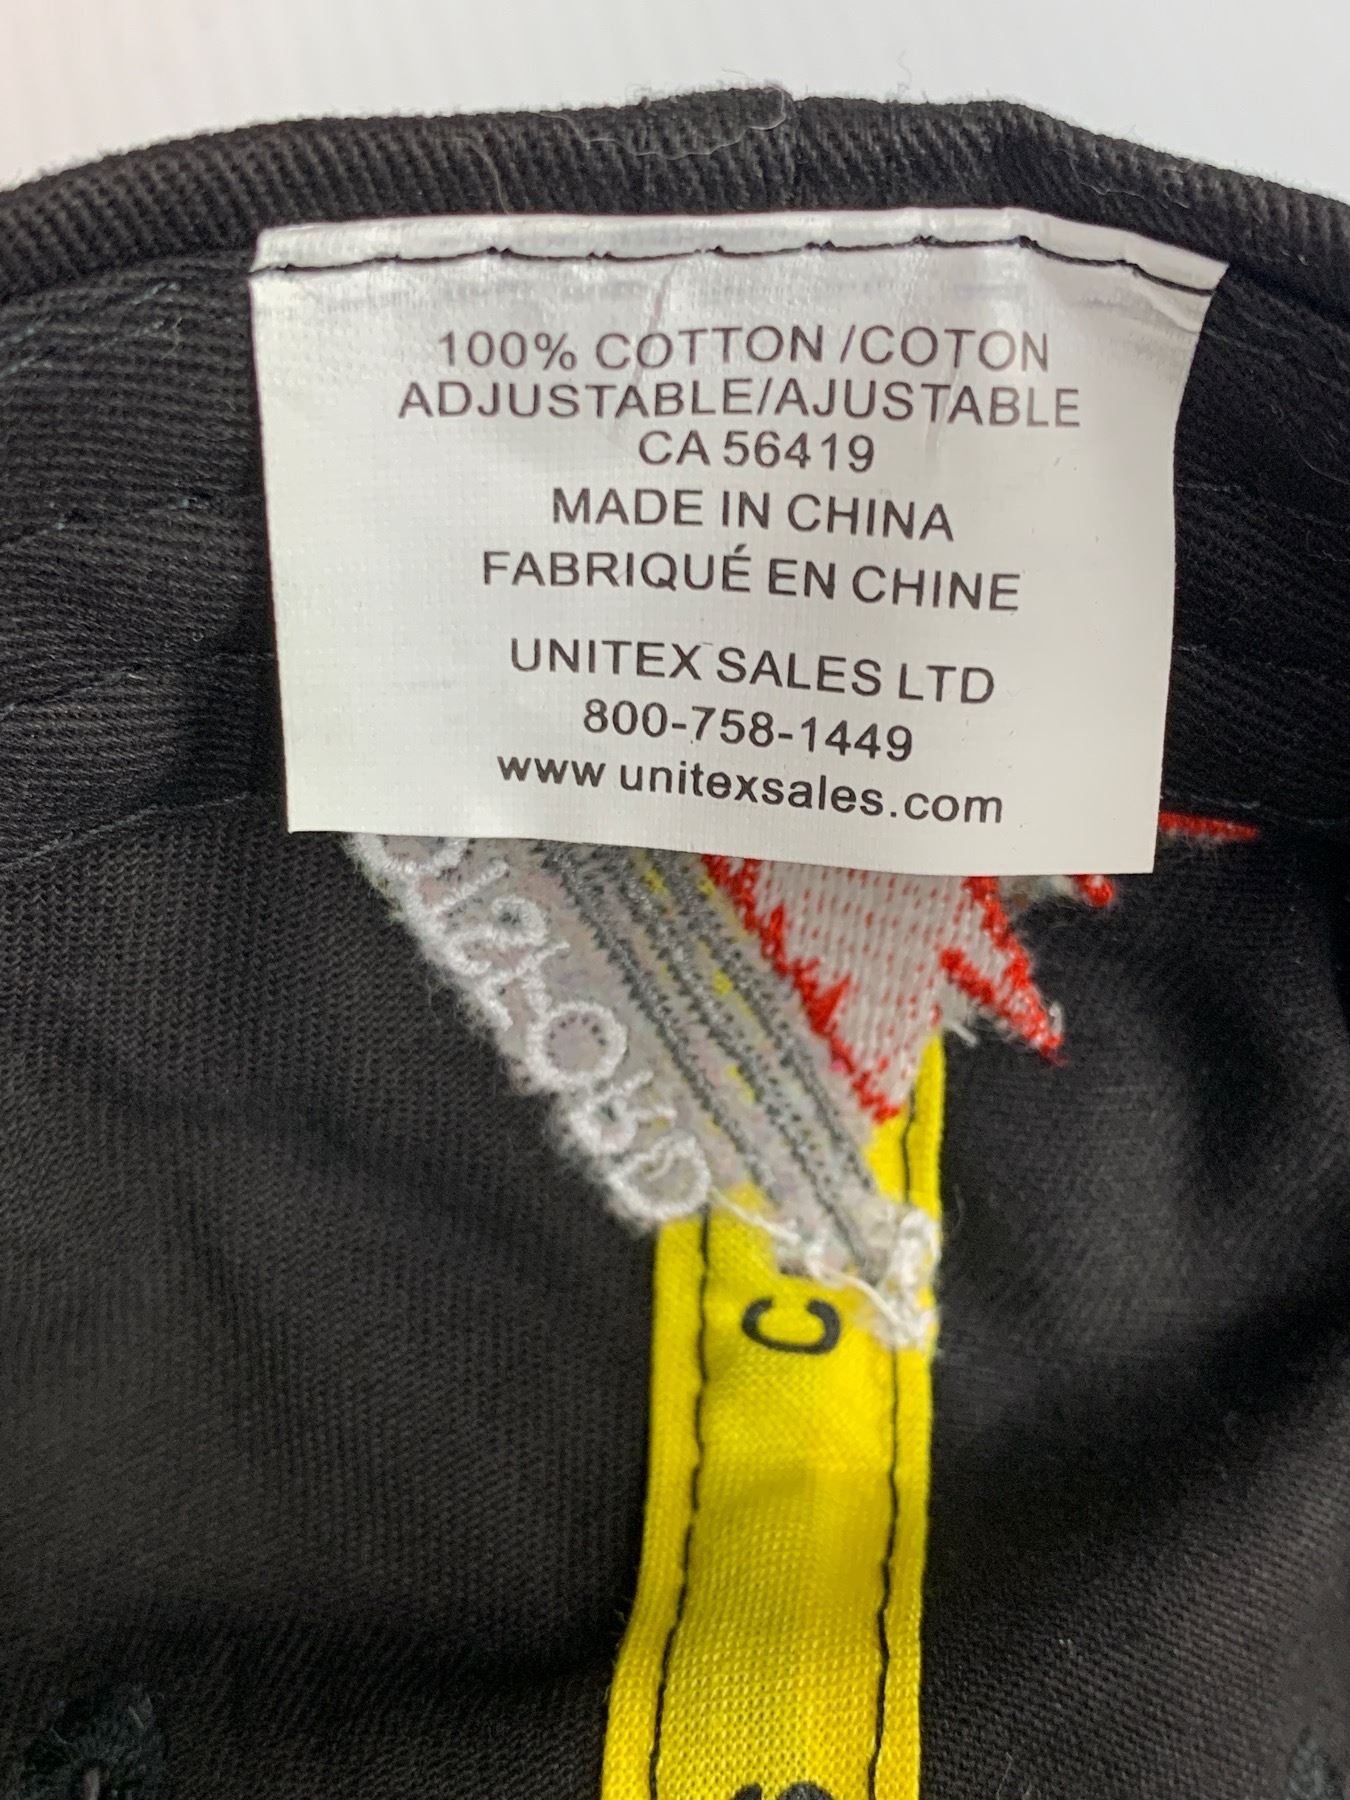 100% COTTON /COTON
ADJUSTABLE/AJUSTABLE
CA 56419
MADE IN CHINA
FABRIQUÉ EN CHINE
UNITEX SALES LTD
800-758-1449
www unitexsales.com
C